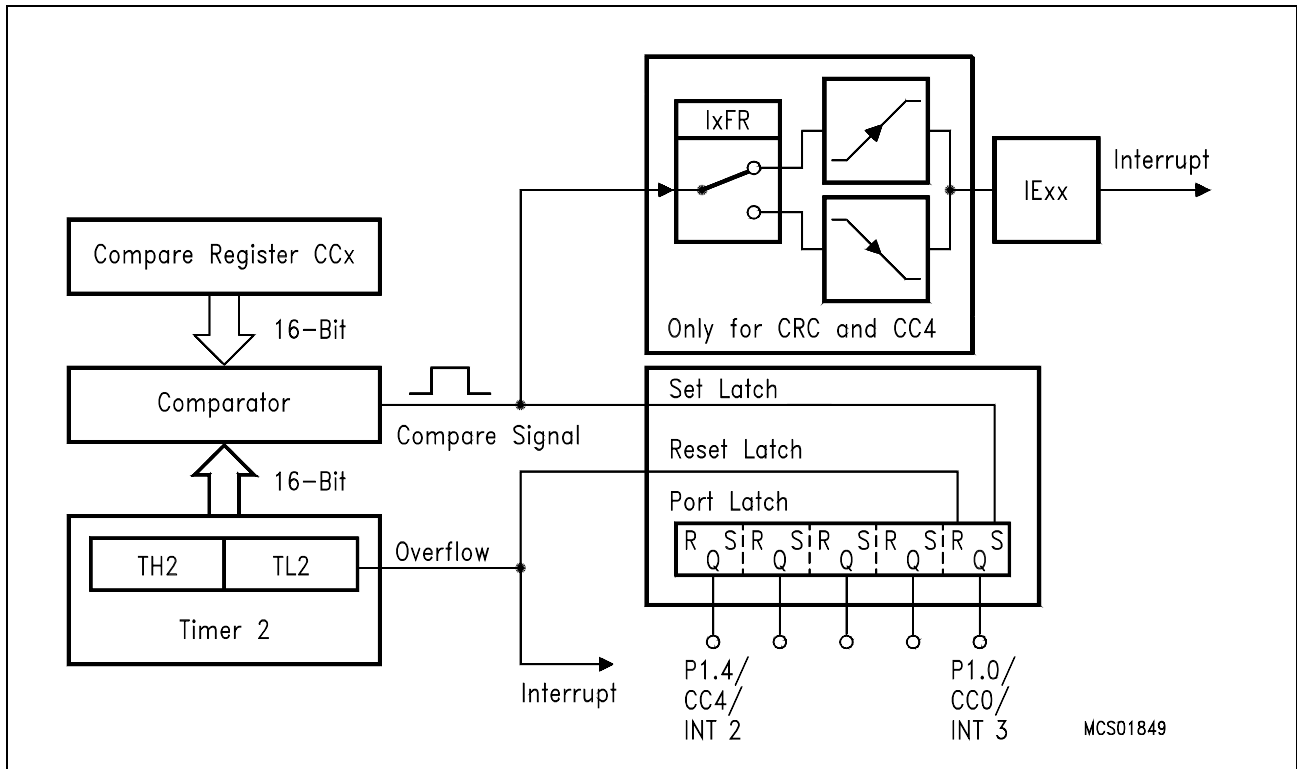 IxFR
Interrupt
IExx
Only for CRC and CC4
Compare Register CCx
16-Bit
Comparator
Compare Signal
16-Bit
TH2
TL2
Timer 2
Overflow
Interrupt
Set Latch
Reset Latch
Port Latch
R S R S R S R S R S
Q Q Q Q Q
P1.4/
CC4/
INT 2
P1.0/
CC0/
INT 3
MCS01849